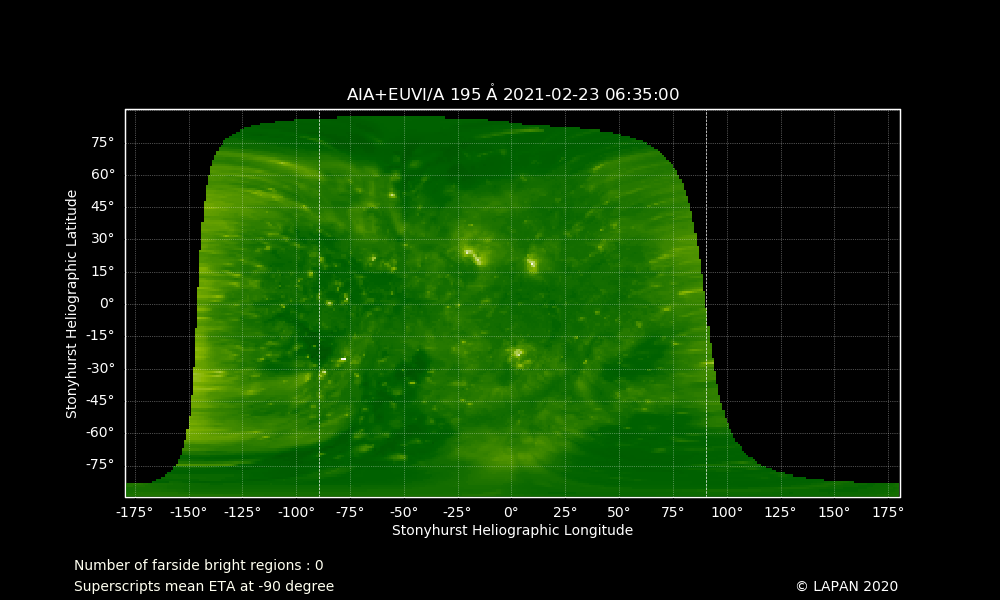 AIA+EUVI/A 195 Å 2021-02-23 06:35:00
75°
60°
45°
30°
15°
0°
-15°
-30°
-45°
-60°
-75°
Stonyhurst Heliographic Latitude
-175° -150° -125° -100° -75° -50° -25° 0° 25° 50° 75° 100° 125° 150° 175°
Stonyhurst Heliographic Longitude
Number of farside bright regions : 0
Superscripts mean ETA at -90 degree
© LAPAN 2020